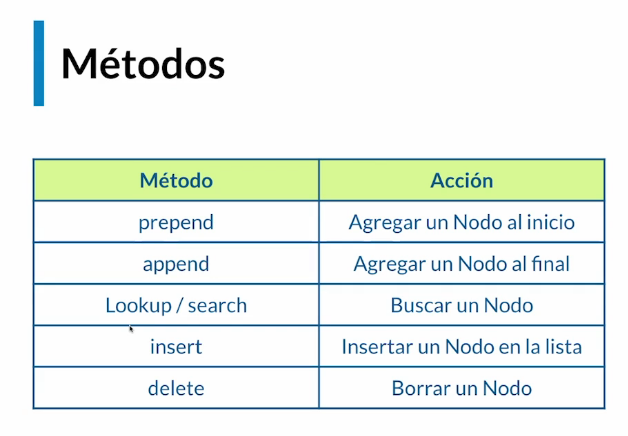 Métodos
Método Acción
prepend Agregar un Nodo al inicio
append Agregar un Nodo al final
Lookup / search Buscar un Nodo
insert Insertar un Nodo en la lista
delete Borrar un Nodo